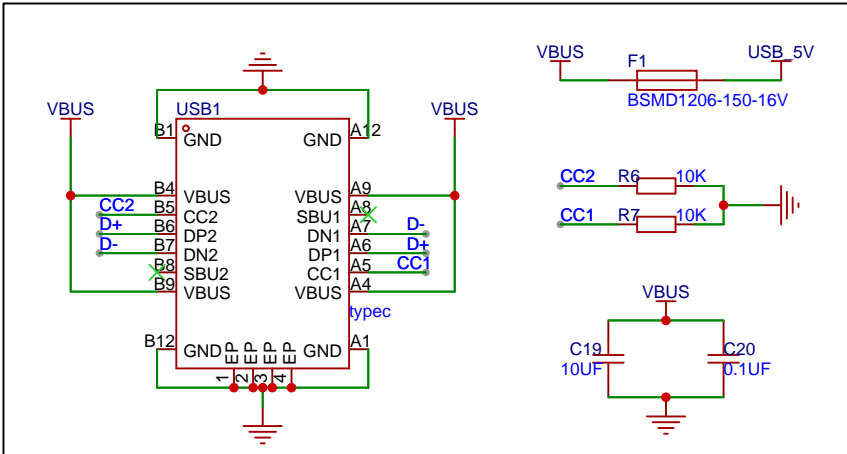 VBUS
USB1
VBUS
B1
GND
GND
A12
B4
VBUS
VBUS
A9
CC2
B5
CC2
SBU1
A8
D+
B6
DP2
DN1
A7
D-
D-
B7
DN2
DP1
A6
D+
B8
SBU2
CC1
A5
CC1
B9
VBUS
VBUS
A4
typec
B12
GND
EP
EP
EP
EP
GND
A1
1
2
3
4
VBUS
F1
USB_5V
BSMD1206-150-16V
CC2
R6
10K
CC1
R7
10K
VBUS
C19
10UF
C20
0.1UF